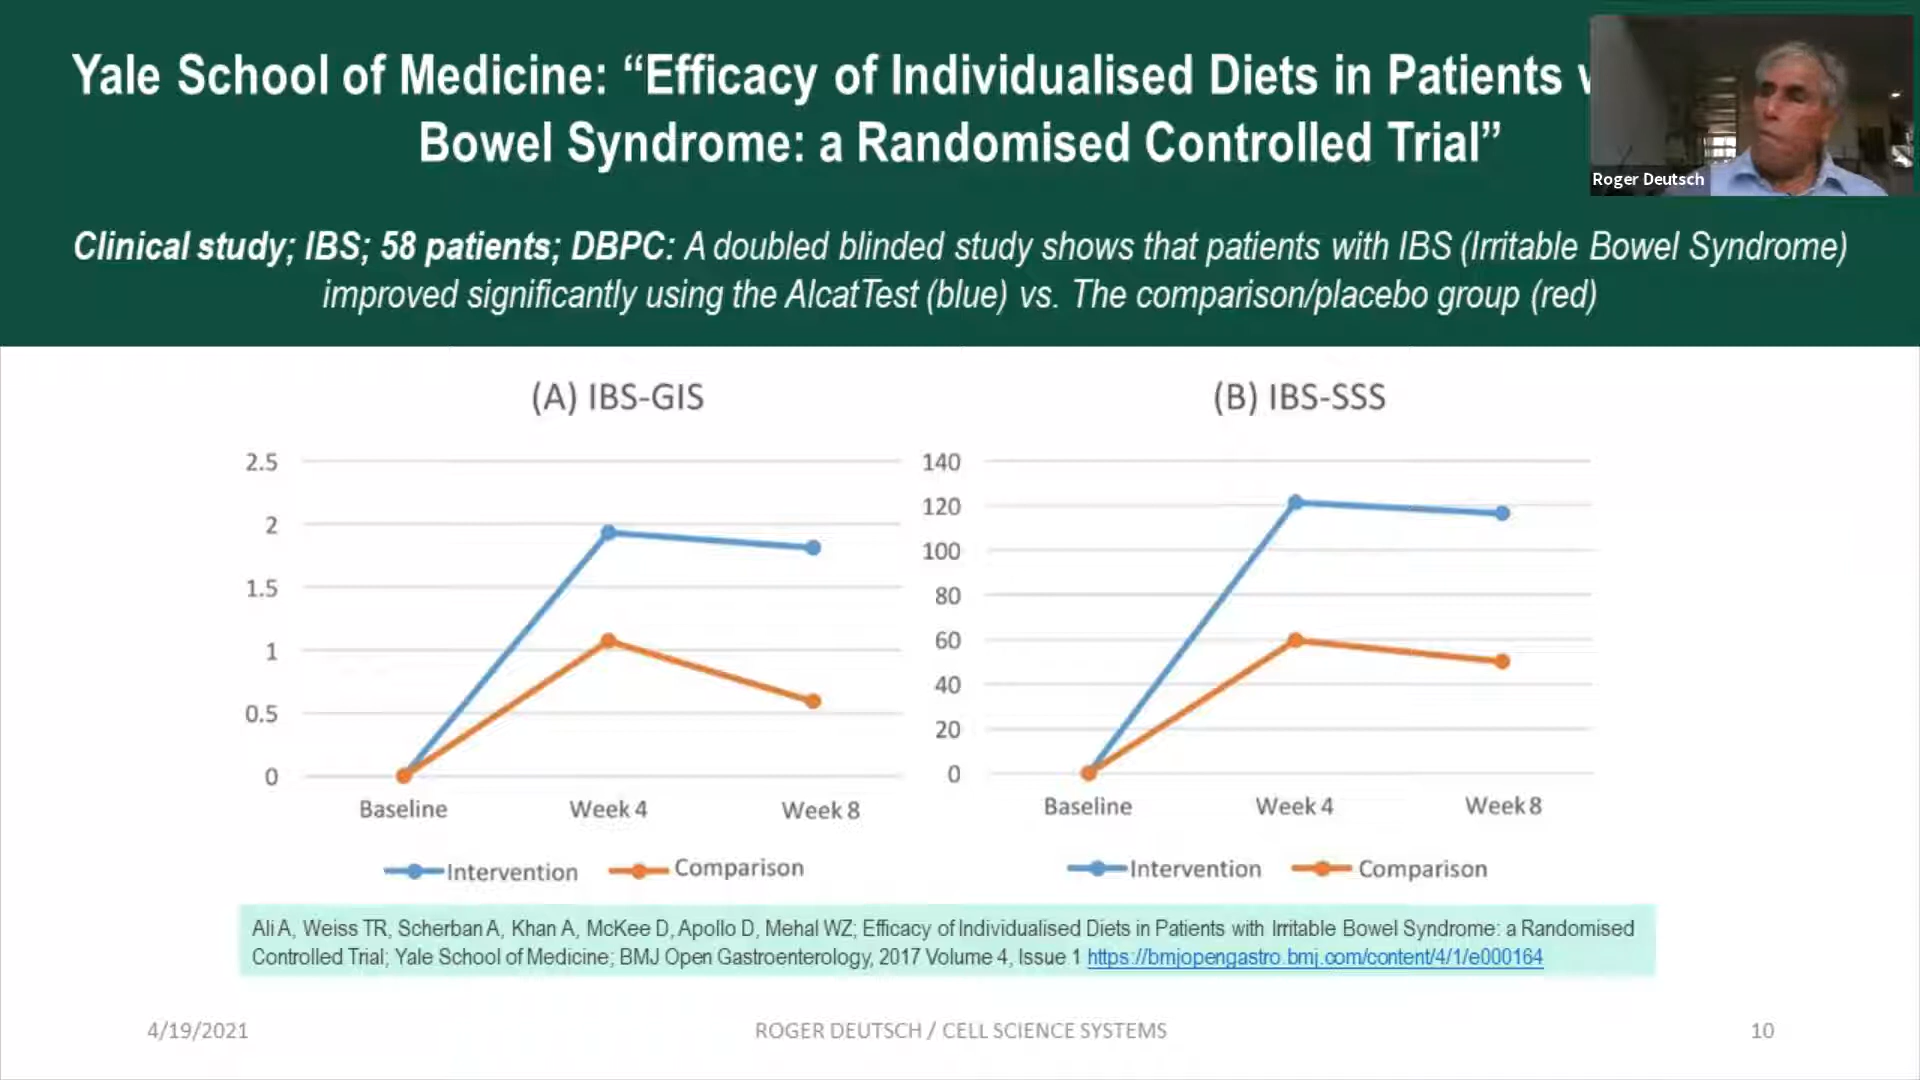 Yale School of Medicine: “Efficacy of Individualised Diets in Patients
Bowel Syndrome: a Randomised Controlled Trial”
Roger Deutsch
Clinical study; IBS; 58 patients; DBPC: A doubled blinded study shows that patients with IBS (Irritable Bowel Syndrome)
improved significantly using the Alcat Test (blue) vs. The comparison/placebo group (red)
(A) IBS-GIS
2.5
2
1.5
1
0.5
0
Baseline Week 4 Week 8
Intervention Comparison
(B) IBS-SSS
140
120
100
80
60
40
20
0
Baseline Week 4 Week 8
Intervention Comparison
Ali A, Weiss TR, Scherban A, Khan A, McKee D, Apollo D, Mehal WZ; Efficacy of Individualised Diets in Patients with Irritable Bowel Syndrome: a Randomised
Controlled Trial; Yale School of Medicine; BMJ Open Gastroenterology, 2017 Volume 4, Issue 1 https://bmjopengastro.bmj.com/content/4/1/e000164
4/19/2021 ROGER DEUTSCH / CELL SCIENCE SYSTEMS 10